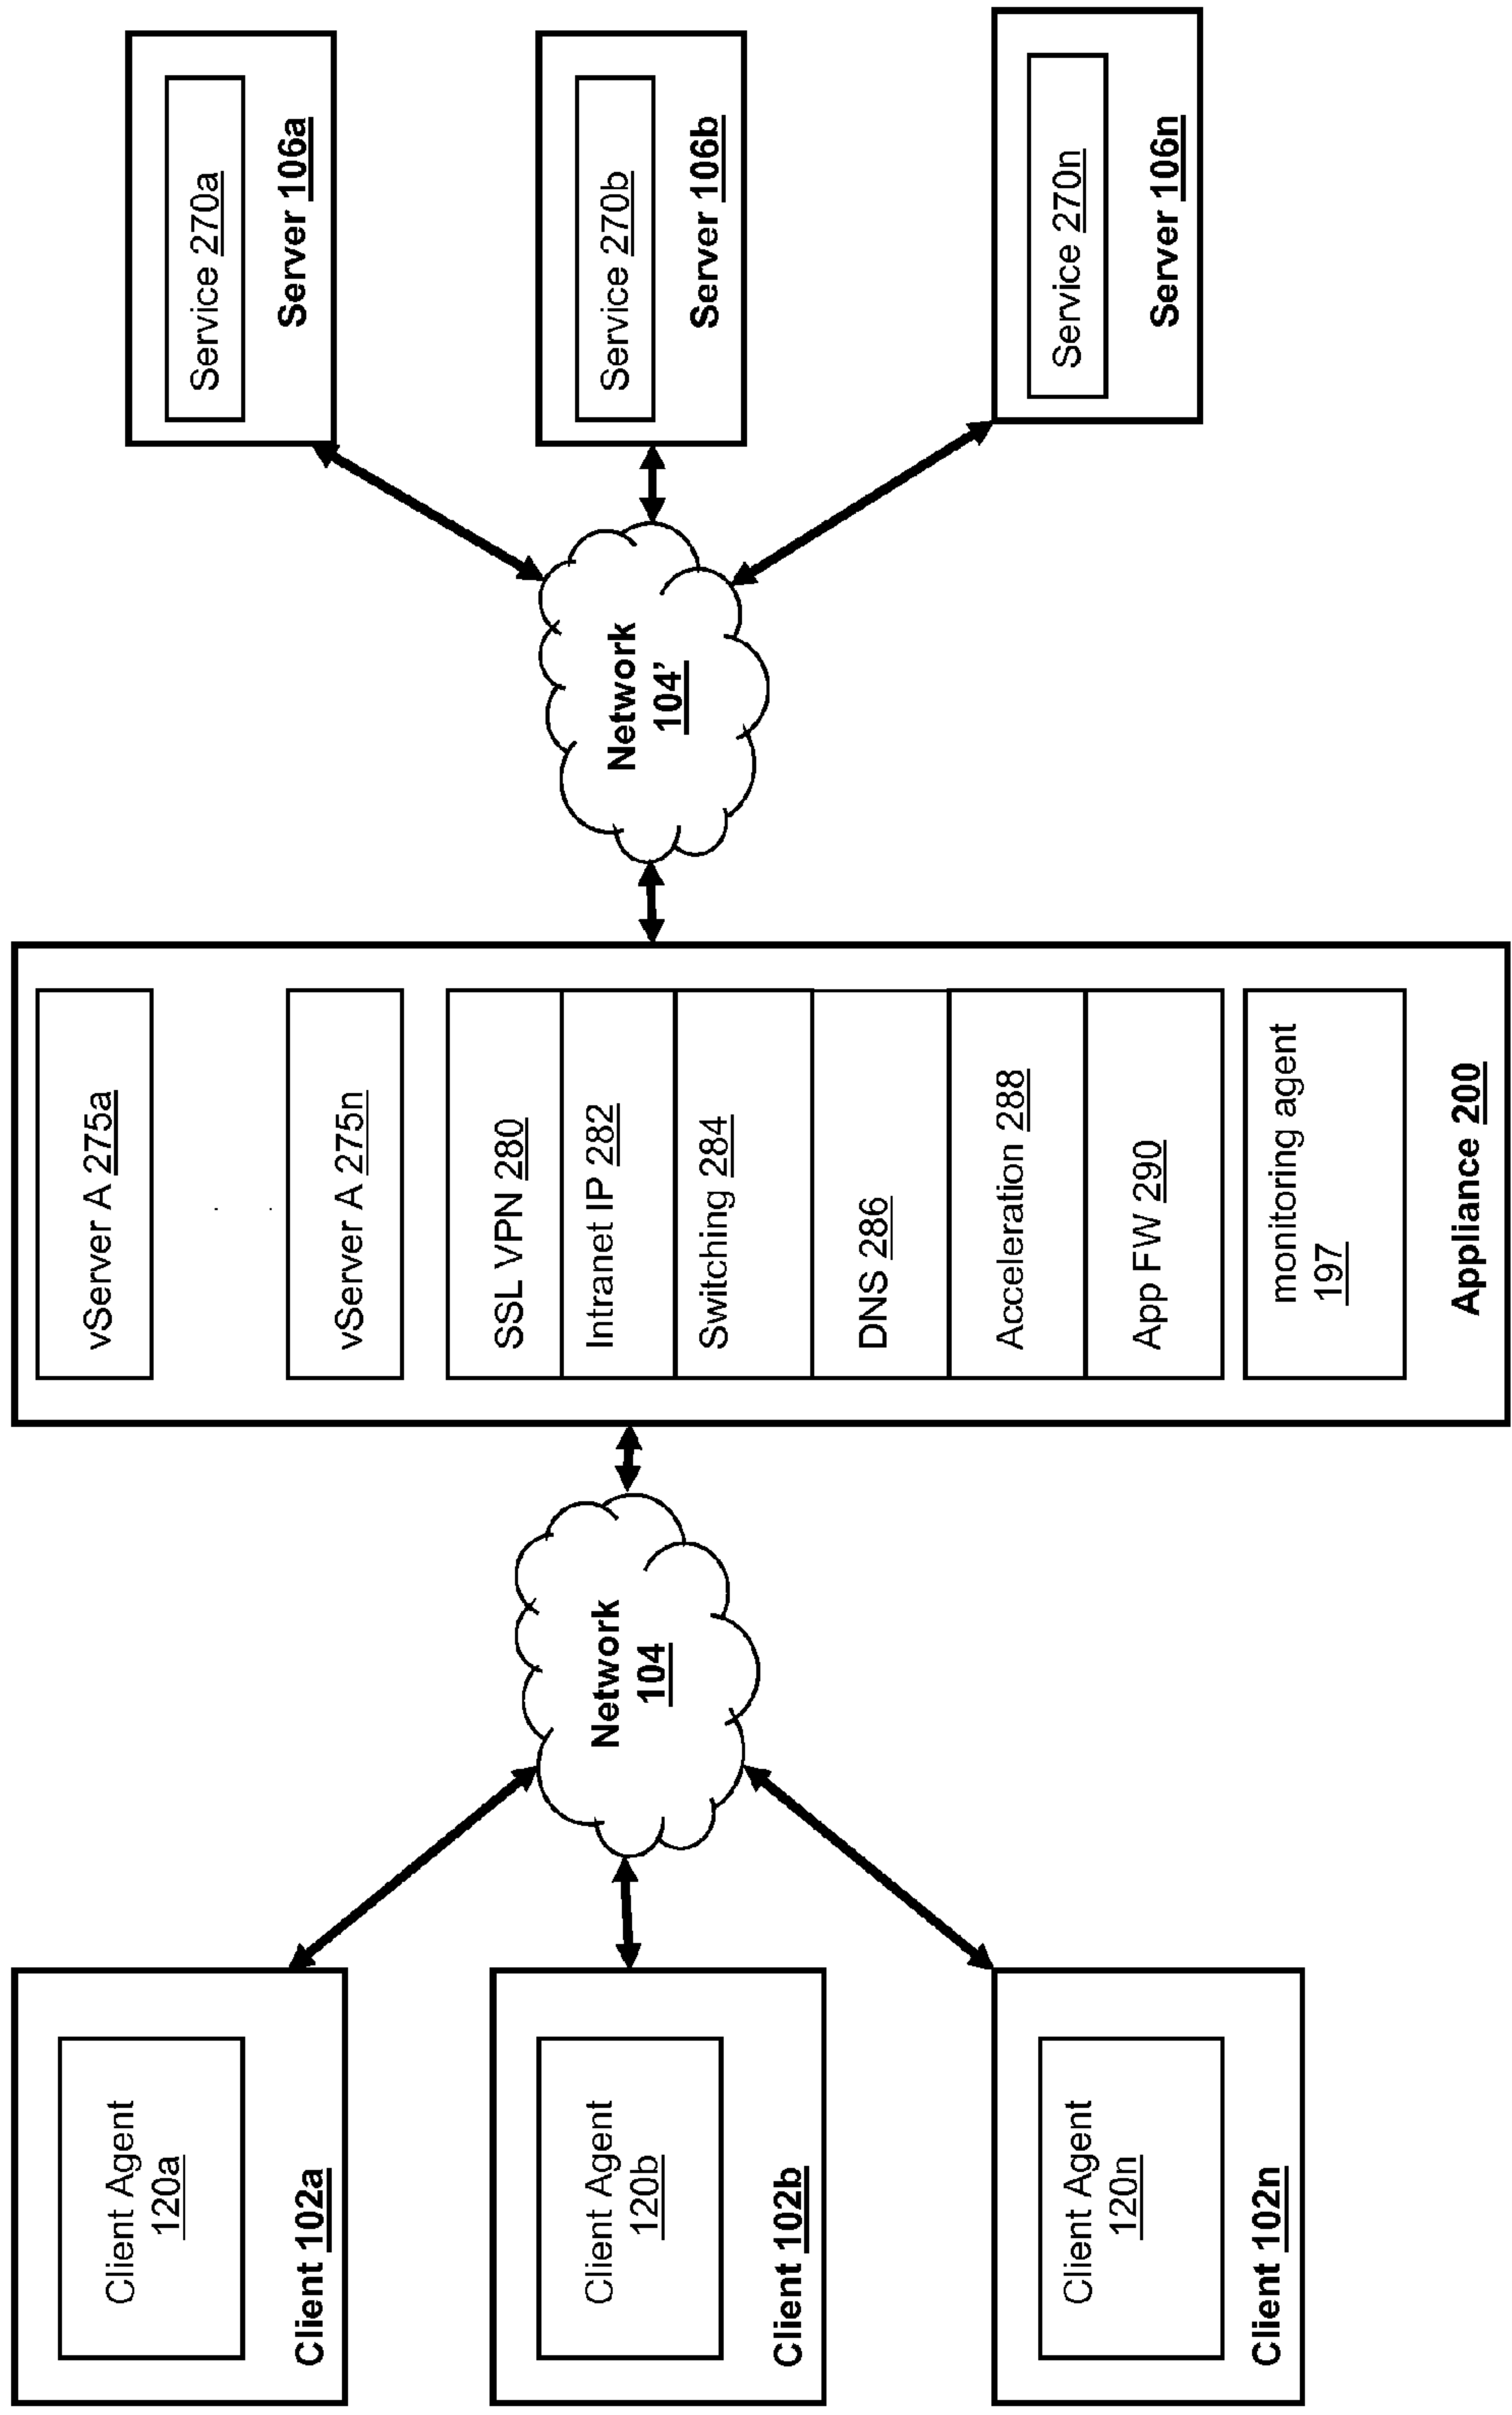 Client Agent
120a
Client 102a
Client Agent
120b
Client 102b
Client Agent
120n
Client 102n
Network
104
vServer A 275a
vServer A 275n
SSL VPN 280
Intranet IP 282
Switching 284
DNS 286
Acceleration 288
App FW 290
monitoring agent
197
Appliance 200
Network
104’
Service 270a
Server 106a
Service 270b
Server 106b
Service 270n
Server 106n